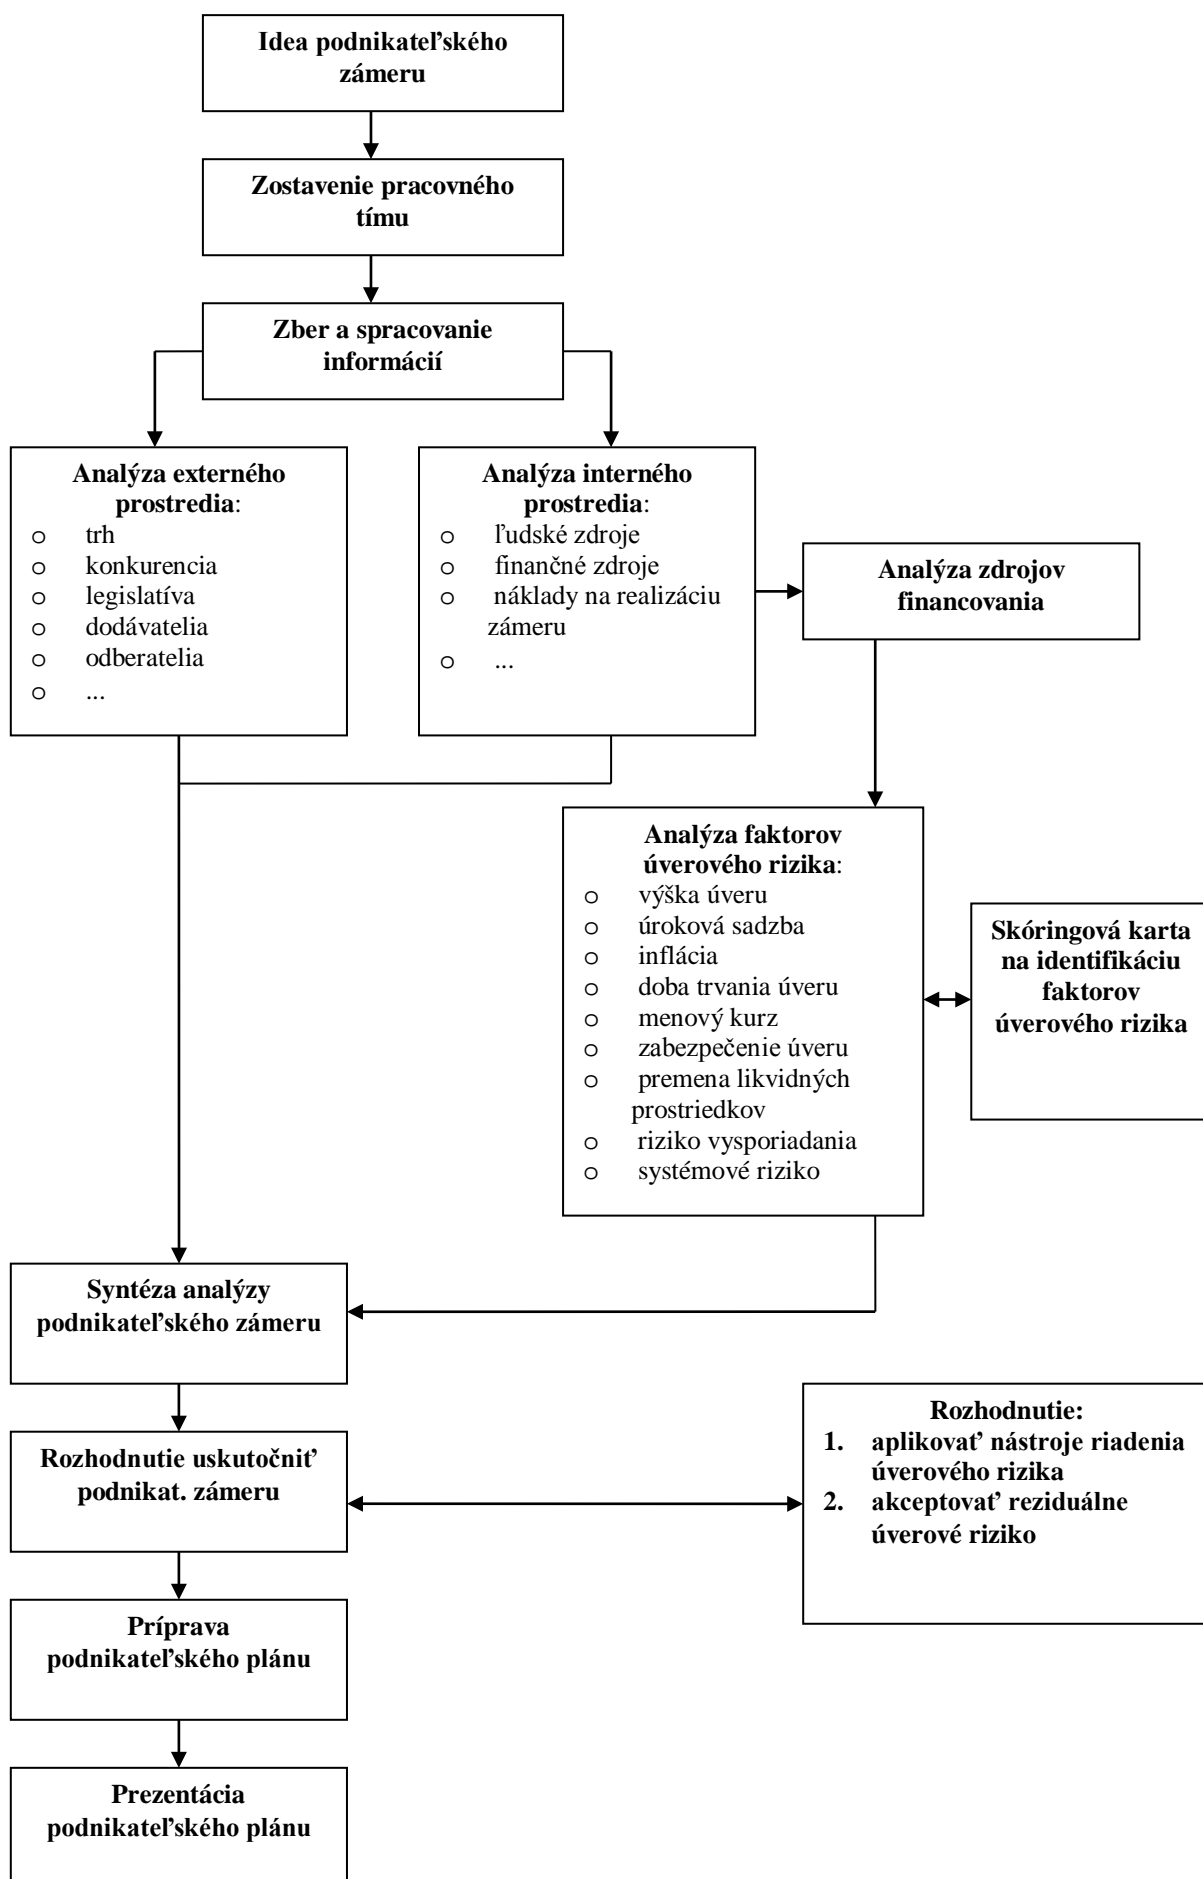 Idea podnikateľského
zámeru
Zostavenie pracovného
tímu
Zber a spracovanie
informácií
Analýza externého
prostredia:
o trh
o konkurencia
o legislatíva
o dodávatelia
o odberatelia
o ...
Analýza interného
prostredia:
o ľudské zdroje
o finančné zdroje
o náklady na realizáciu
zámeru
o ...
Analýza zdrojov
financovania
Analýza faktorov
úverového rizika:
o výška úveru
o úroková sadzba
o inflácia
o doba trvania úveru
o menový kurz
o zabezpečenie úveru
o premena likvidných
prostriedkov
o riziko vysporiadania
o systémové riziko
Skóringová karta
na identifikáciu
faktorov
úverového rizika
Syntéza analýzy
podnikateľského zámeru
Rozhodnutie uskutočniť
podnikat. zámeru
Rozhodnutie:
1. aplikovať nástroje riadenia
úverového rizika
2. akceptovať reziduálne
úverové riziko
Príprava
podnikateľského plánu
Prezentácia
podnikateľského plánu